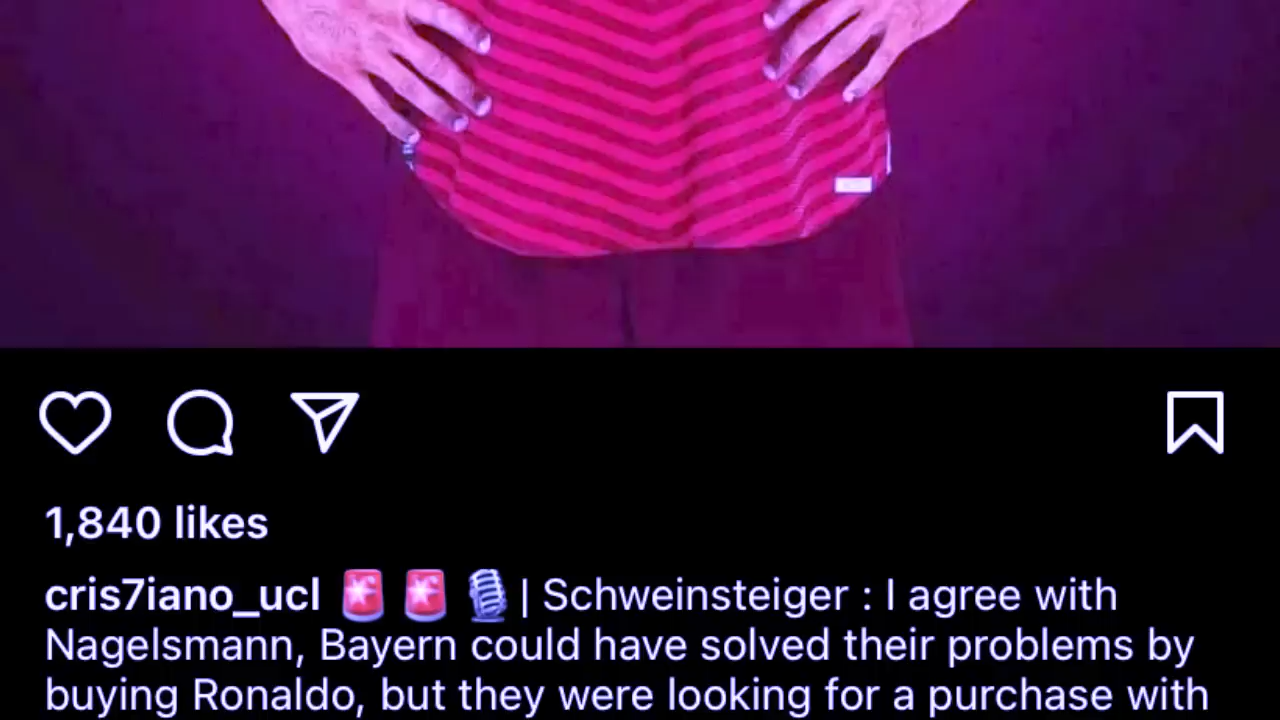 1,840 likes
cris7iano_ucl 🚨 🚨 🎙️ | Schweinsteiger : I agree with
Nagelsmann, Bayern could have solved their problems by
buying Ronaldo, but they were looking for a purchase with